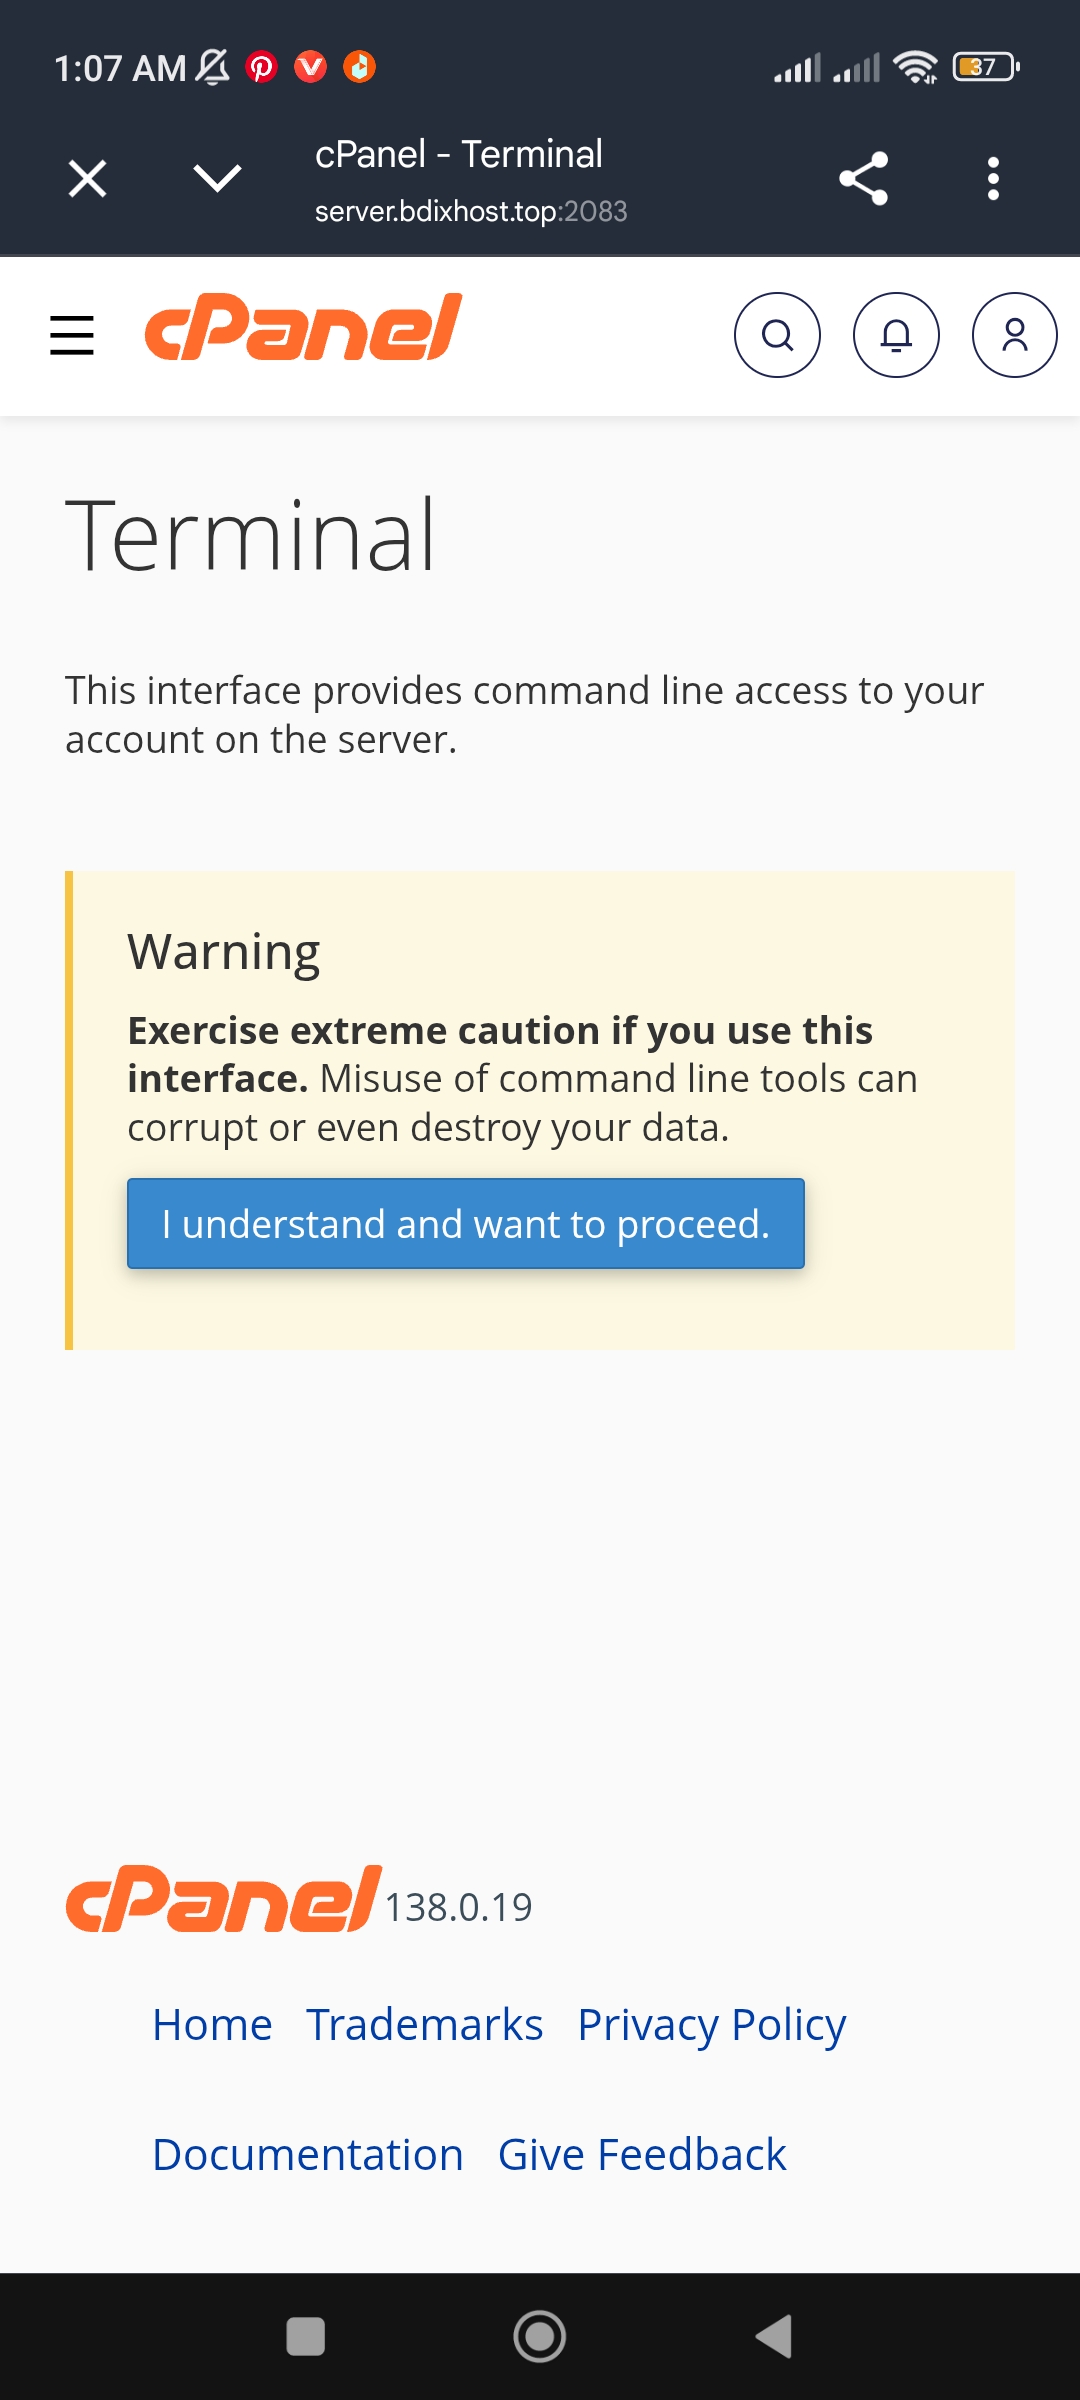 1:07 AM
37
cPanel - Terminal
server.bdixhost.top:2083
cPanel
Terminal
This interface provides command line access to your
account on the server.
Warning
Exercise extreme caution if you use this
interface. Misuse of command line tools can
corrupt or even destroy your data.
I understand and want to proceed.
cPanel 138.0.19
Home Trademarks Privacy Policy
Documentation Give Feedback